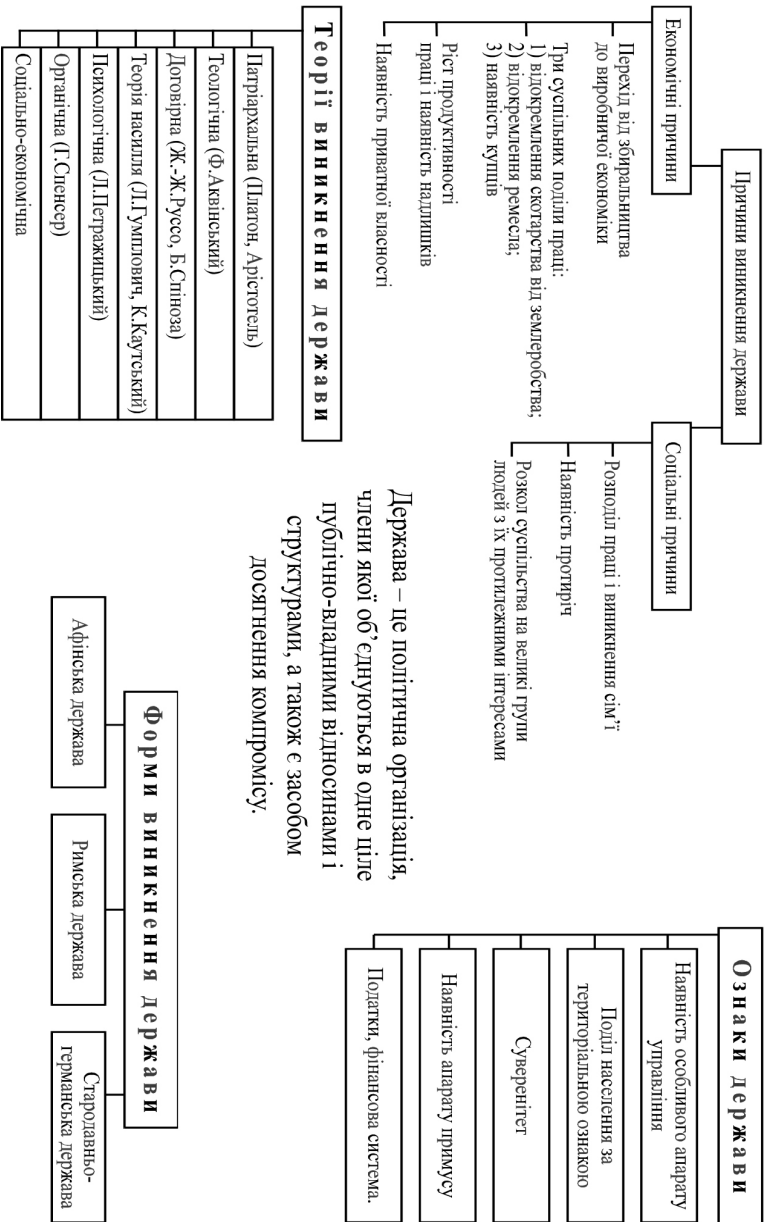 Причини виникнення держави
Економічні причини
Перехід від збиральництва
до виробничої економіки
Три суспільних поділи праці:
1) відокремлення скотарства від землеробства;
2) відокремлення ремесла;
3) наявність купців
Ріст продуктивності
праці і наявність надлишків
Наявність приватної власності
Соціальні причини
Розподіл праці і виникнення сім’ї
Наявність протиріч
Розкол суспільства на великі групи
людей з їх протилежними інтересами
Ознаки держави
Наявність особливого апарату
управління
Поділ населення за
територіальною ознакою
Суверенітет
Наявність апарату примусу
Податки, фінансова система.
Держава – це політична організація,
члени якої об’єднуються в одне ціле
публічно-владними відносинами і
структурами, а також є засобом
досягнення компромісу.
Теорії виникнення держави
Патріархальна (Платон, Арістотель)
Теологічна (Ф.Аквінський)
Договірна (Ж.-Ж.Руссо, Б.Спіноза)
Теорія насилля (Л.Гумплович, К.Каутський)
Психологічна (Л.Петражицький)
Органічна (Г.Спенсер)
Соціально-економічна
Форми виникнення держави
Афінська держава
Римська держава
Стародавньо-
германська держава